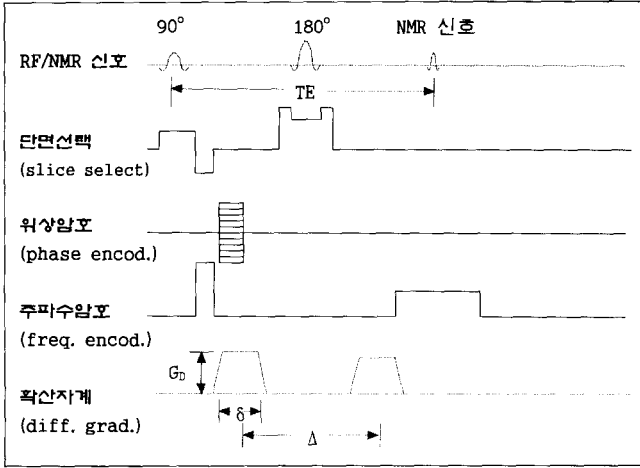 90° 180° NMR 신호
RF/NMR 신호
TE
단면선택
(slice select)
위상암호
(phase encod.)
주파수암호
(freq. encod.)
G_D
확산자계
(diff. grad.)
δ
Δ